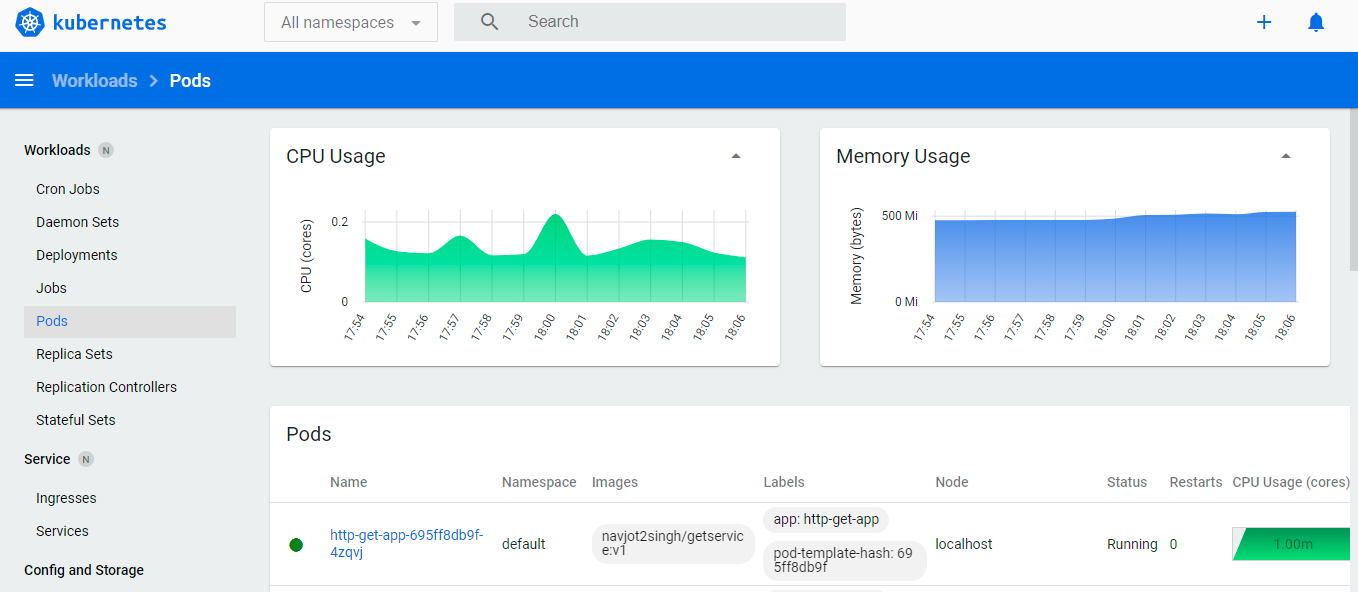 kubernetes
All namespaces
Search
Workloads > Pods
Workloads N
Cron Jobs
Daemon Sets
Deployments
Jobs
Pods
Replica Sets
Replication Controllers
Stateful Sets
Service N
Ingresses
Services
Config and Storage
CPU Usage
CPU (cores)
0.2
0
17:54 17:55 17:56 17:57 17:58 17:59 18:00 18:01 18:02 18:03 18:04 18:05 18:06
Memory Usage
Memory (bytes)
500 Mi
0 Mi
17:54 17:55 17:56 17:57 17:58 17:59 18:00 18:01 18:02 18:03 18:04 18:05 18:06
Pods
Name Namespace Images Labels Node Status Restarts CPU Usage (cores)
http-get-app-695ff8db9f-
4zqvj
default
navjot2singh/getservic
e:v1
app: http-get-app
pod-template-hash: 69
5ff8db9f
localhost
Running
0
1.00m